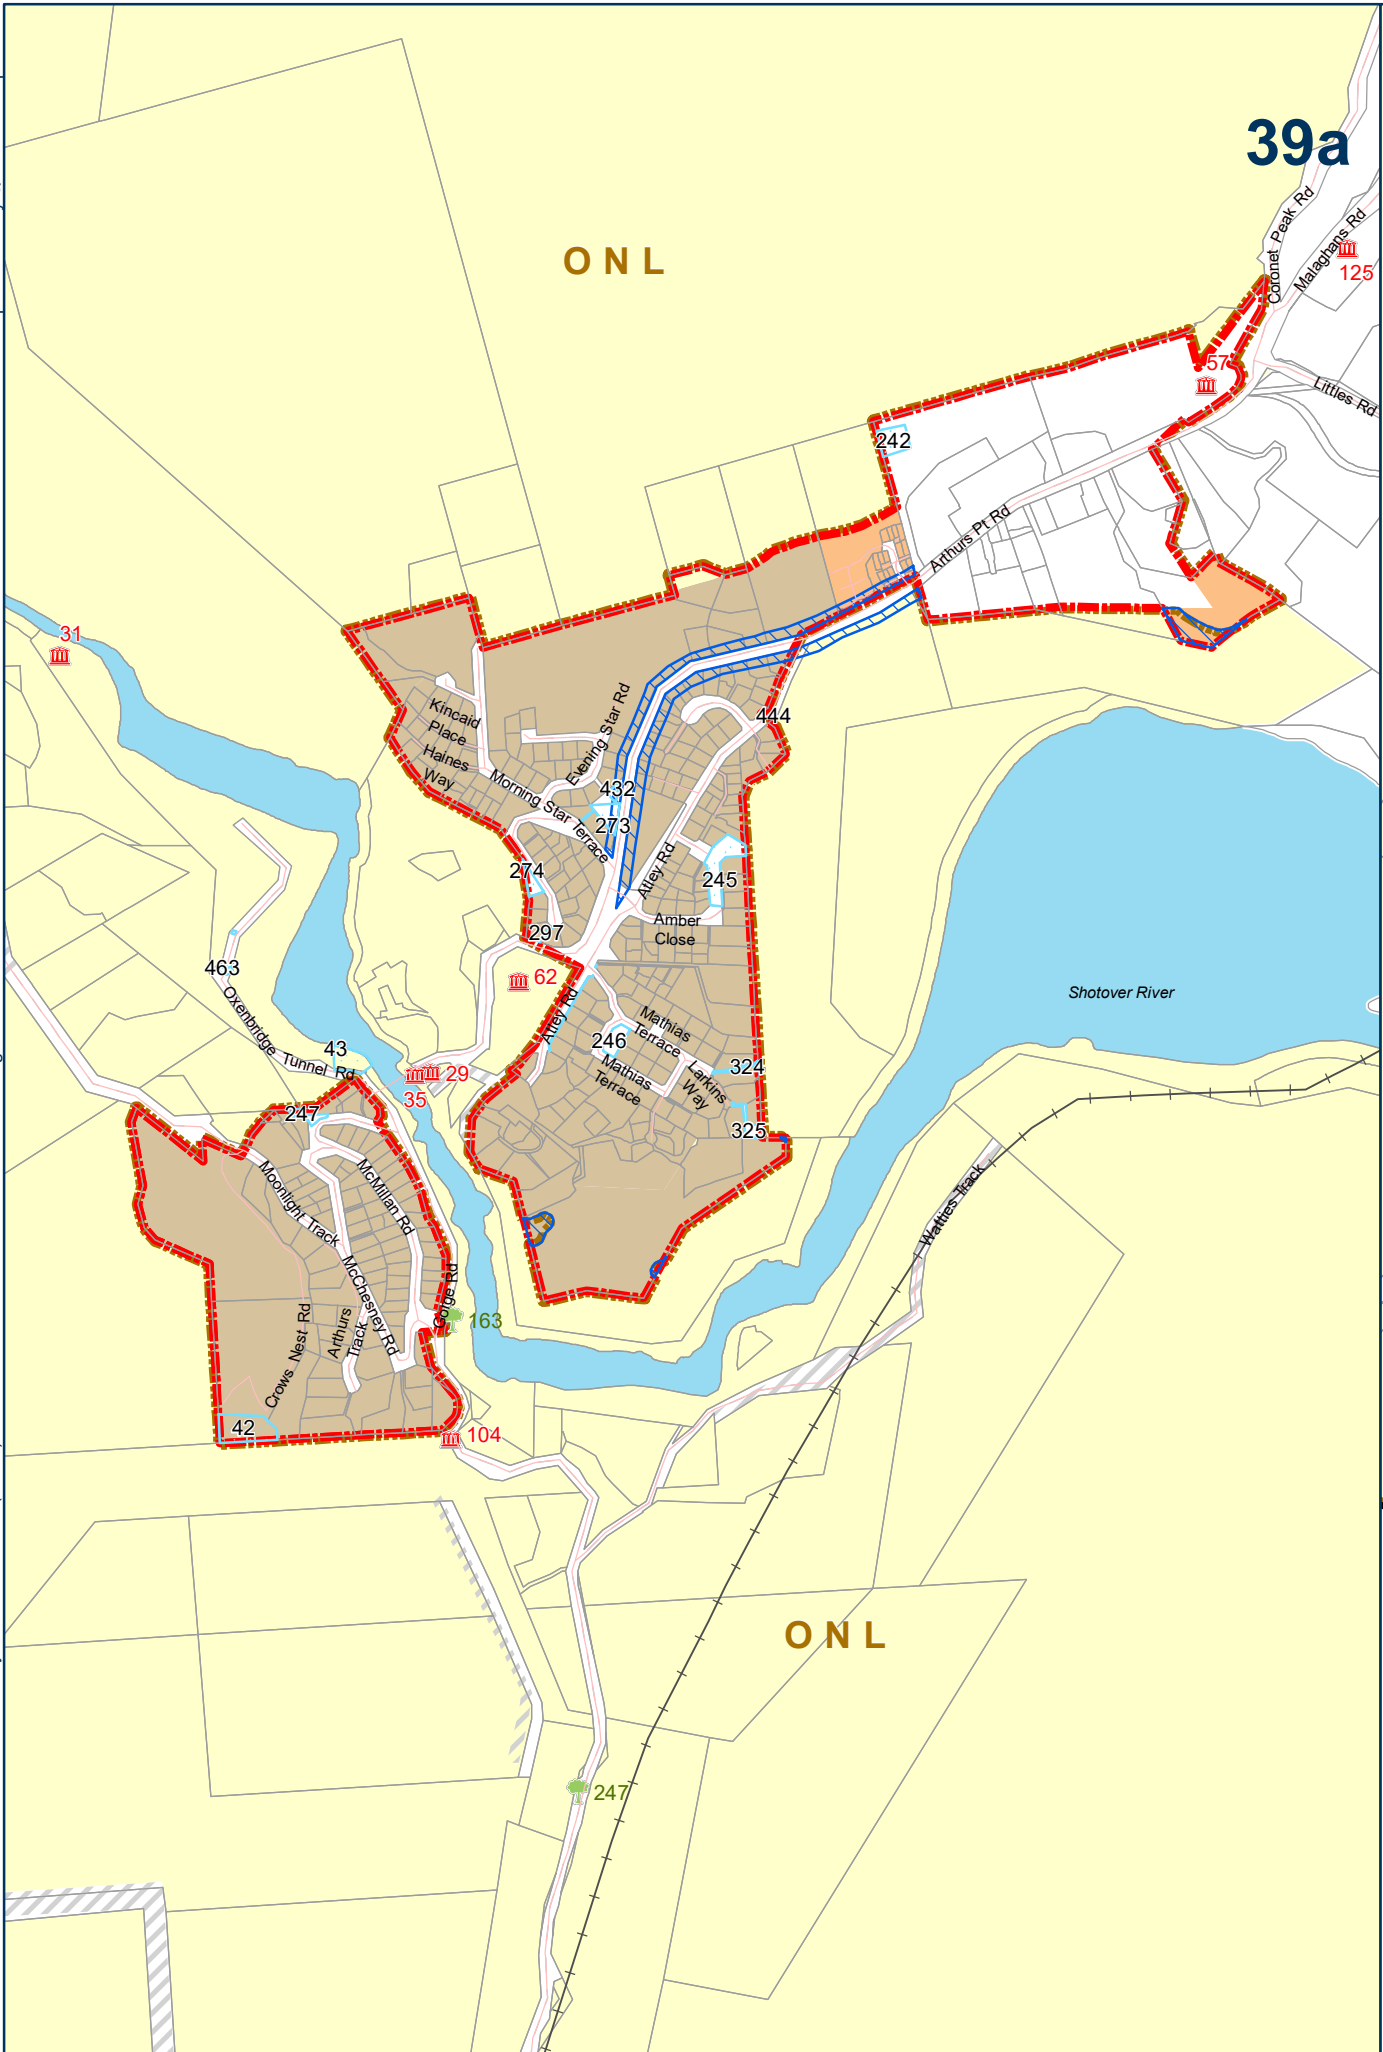 39a
Coronet Peak Rd
Malaghans Rd
125
O N L
57
Littles Rd
242
Arthurs Pt Rd
31
Kincaid
Place
Haines
Way
Evening Star Rd
444
Morning Star Terrace
432
273
274
Atley Rd
245
Amber
Close
297
62
463
Oxenbridge Tunnel Rd
Shotover River
Atley Rd
Mathias
Terrace
246
Mathias
Terrace
Larkins
Way
324
43
29
35
247
325
Moonlight Track
McMillan Rd
Watties Track
McChesney Rd
Gorge Rd
Crows Nest Rd
Arthurs
Track
163
42
104
O N L
247